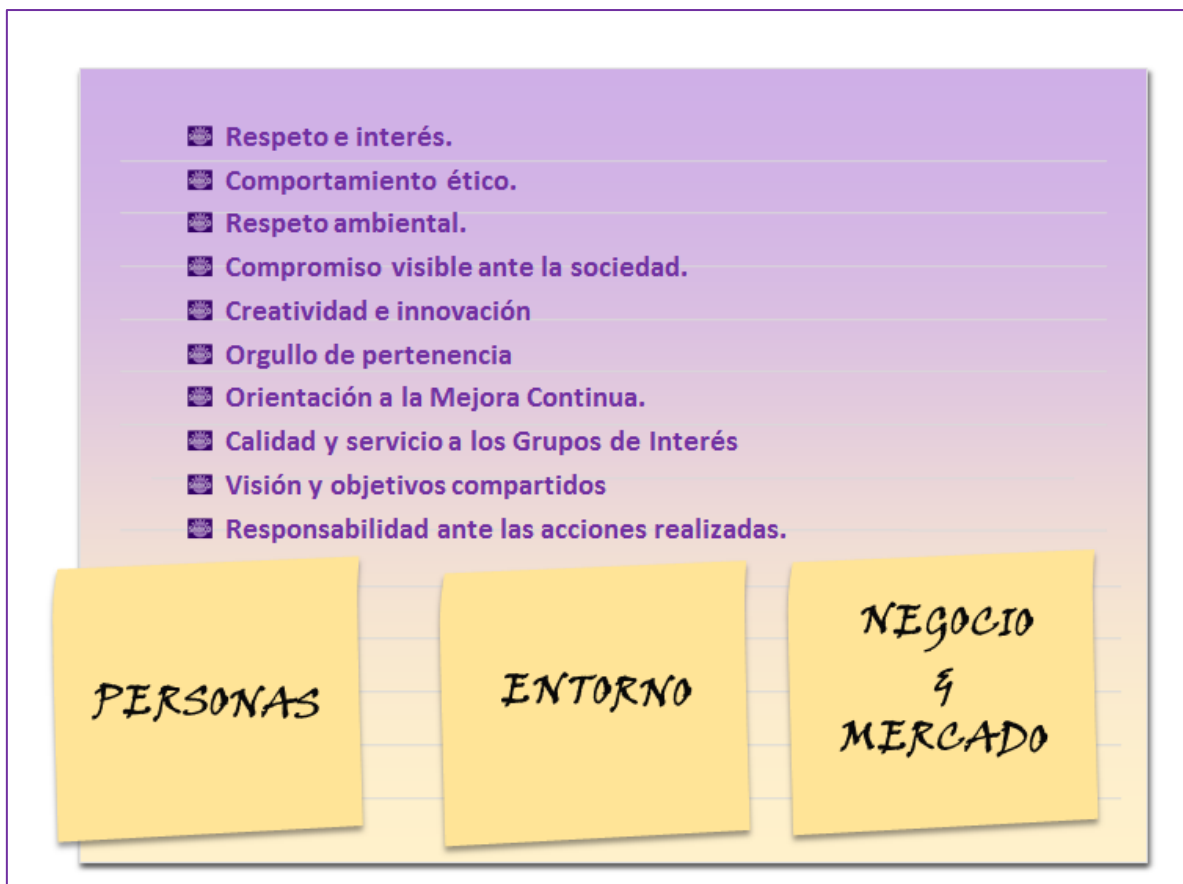 Respeto e interés.
Comportamiento ético.
Respeto ambiental.
Compromiso visible ante la sociedad.
Creatividad e innovación
Orgullo de pertenencia
Orientación a la Mejora Continua.
Calidad y servicio a los Grupos de Interés
Visión y objetivos compartidos
Responsabilidad ante las acciones realizadas.
PERSONAS
ENTORNO
NEGOCIO
&
MERCADO